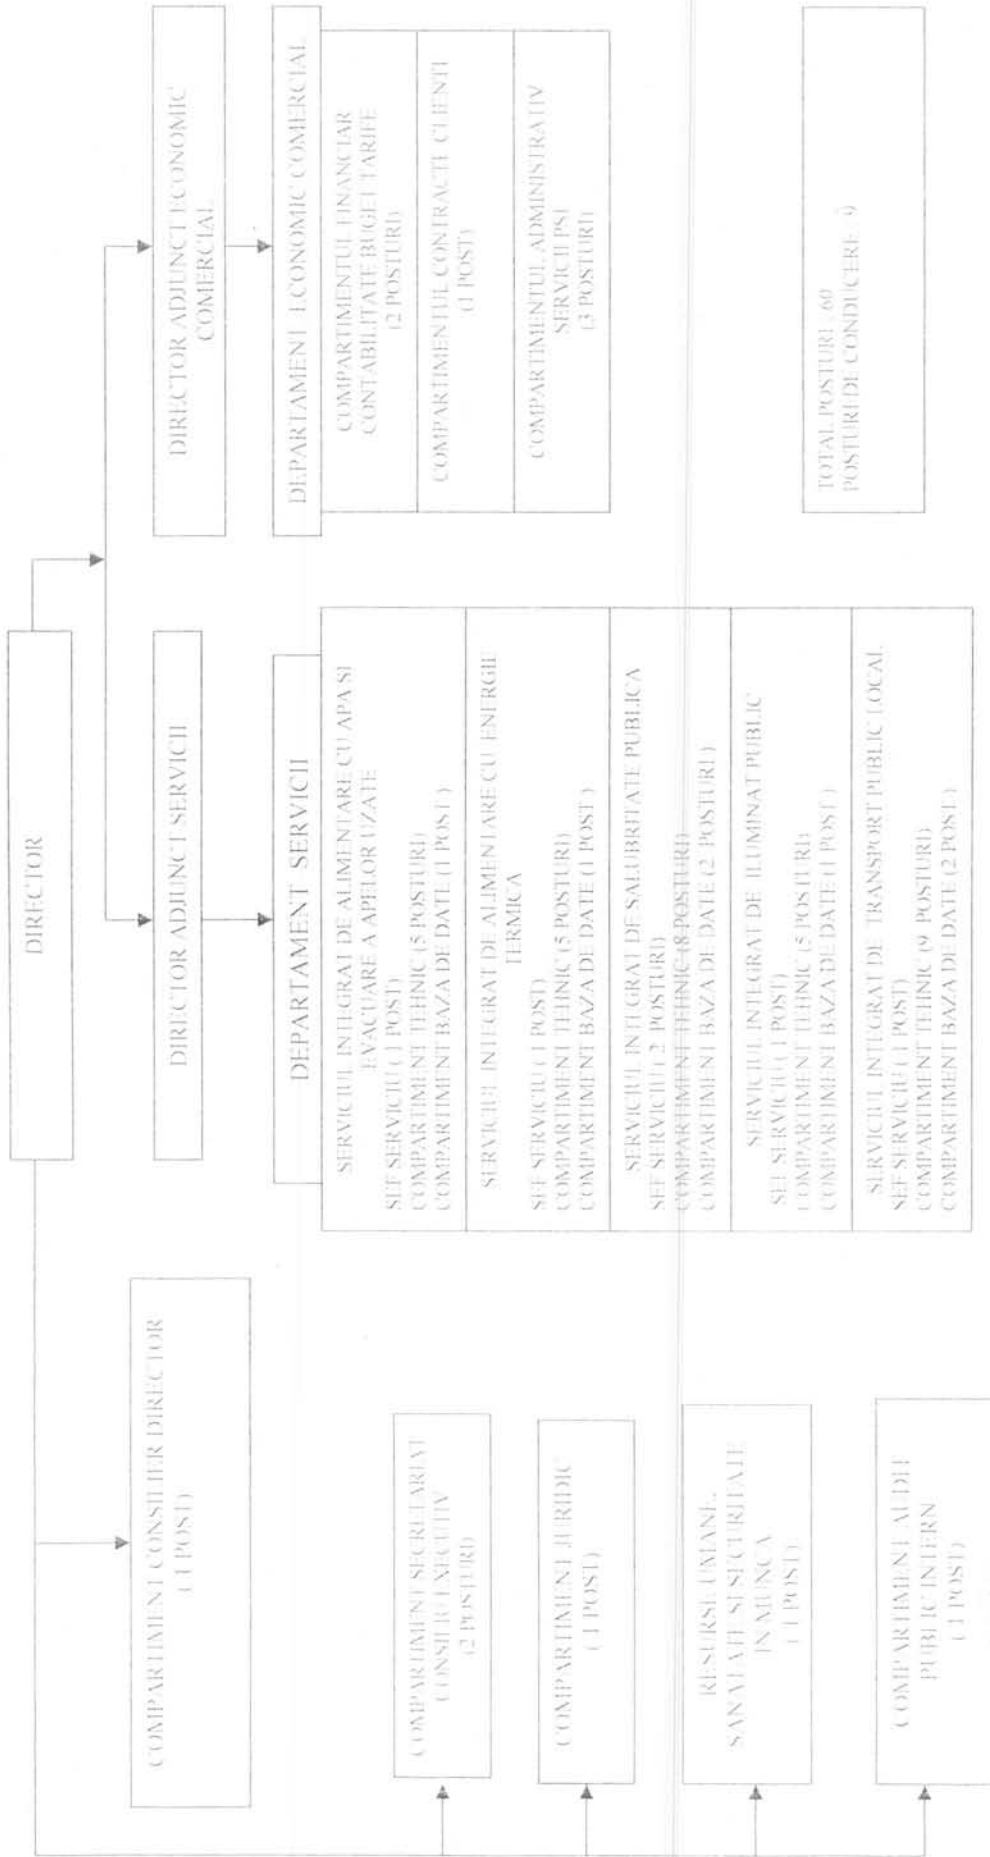 DIRECTOR
COMPARTIMENT CONSILIER DIRECTOR
(1 POST)
DIRECTOR ADJUNCT SERVICII
DIRECTOR ADJUNCT ECONOMIC
COMERCIAL
DEPARTAMENT SERVICII
DEPARTAMENT ECONOMIC COMERCIAL
SERVICIUL INTEGRAT DE ALIMENTARE CU APA SI
EVACUARE A APELOR UZATE
SEF SERVICIU (1 POST)
COMPARTIMENT TEHNIC (5 POSTURI)
COMPARTIMENT BAZA DE DATE (1 POST )
SERVICIUL INTEGRAT DE ALIMENTARE CU ENERGIE
TERMICA
SEF SERVICIU (1 POST)
COMPARTIMENT TEHNIC (5 POSTURI)
COMPARTIMENT BAZA DE DATE (1 POST )
SERVICIUL INTEGRAT DE SALUBRITATE PUBLICA
SEF SERVICIU ( 2 POSTURI)
COMPARTIMENT TEHNIC (8 POSTURI)
COMPARTIMENT BAZA DE DATE (2 POSTURI )
SERVICIUL INTEGRAT DE ILUMINAT PUBLIC
SEF SERVICIU ( 1 POST)
COMPARTIMENT TEHNIC (5 POSTURI)
COMPARTIMENT BAZA DE DATE (1 POST )
SERVICIUL INTEGRAT DE TRANSPORT PUBLIC LOCAL
SEF SERVICIU (1 POST)
COMPARTIMENT TEHNIC (9 POSTURI)
COMPARTIMENT BAZA DE DATE (2 POST )
COMPARTIMENTUL FINANCIAR
CONTABILITATE BUGET TARIFE
(2 POSTURI)
COMPARTIMENTUL CONTRACTE CLIENTI
(1 POST)
COMPARTIMENTUL ADMINISTRATIV
SERVICII PSI
(3 POSTURI)
COMPARTIMENT SECRETARIAT
CONSILIU EXECUTIV
(2 POSTURI)
COMPARTIMENT JURIDIC
( 1 POST)
RESURSE UMANE,
SANATATE SI SECURITATE
IN MUNCA
( 1 POST)
COMPARTIMENT AUDIT
PUBLIC INTERN
(1 POST)
TOTAL POSTURI : 60
POSTURI DE CONDUCERE :